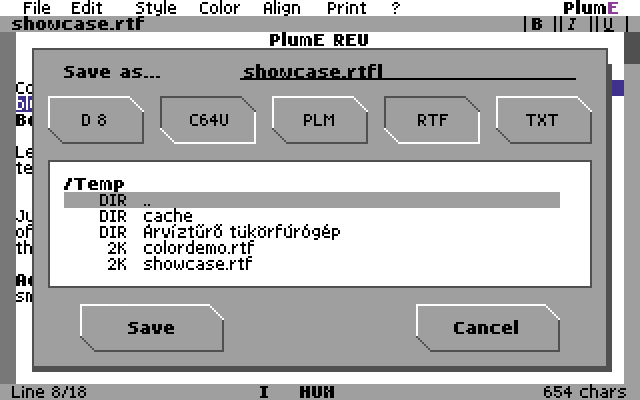 File Edit Style Color Align Print ? PlumE
showcase.rtf B I U
PlumE REU
Save as... showcase.rtf
D 8 C64U PLM RTF TXT
/Temp
DIR ..
DIR cache
DIR Árvíztűrő tükörfúrógép
2K colordemo.rtf
2K showcase.rtf
Save Cancel
Line 8/18 I HUN 654 chars